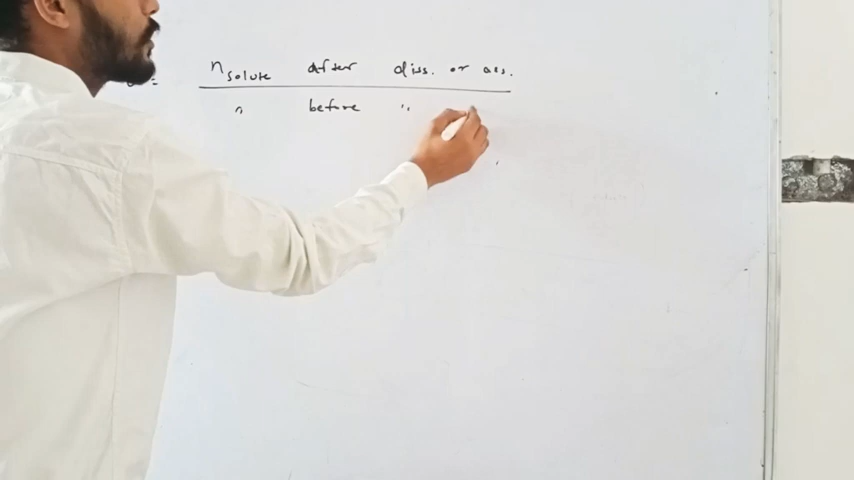 = n solute after diss. or ass.
" before "